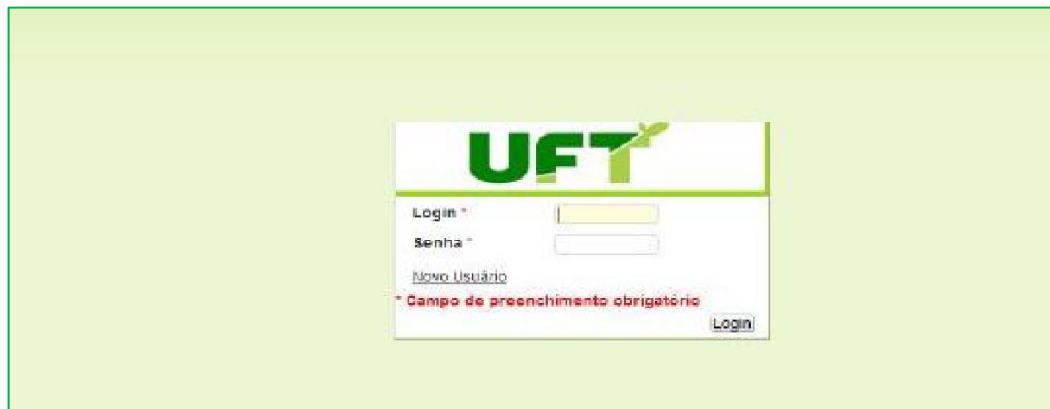 UFT
Login *
Senha *
Novo Usuário
* Campo de preenchimento obrigatório
Login